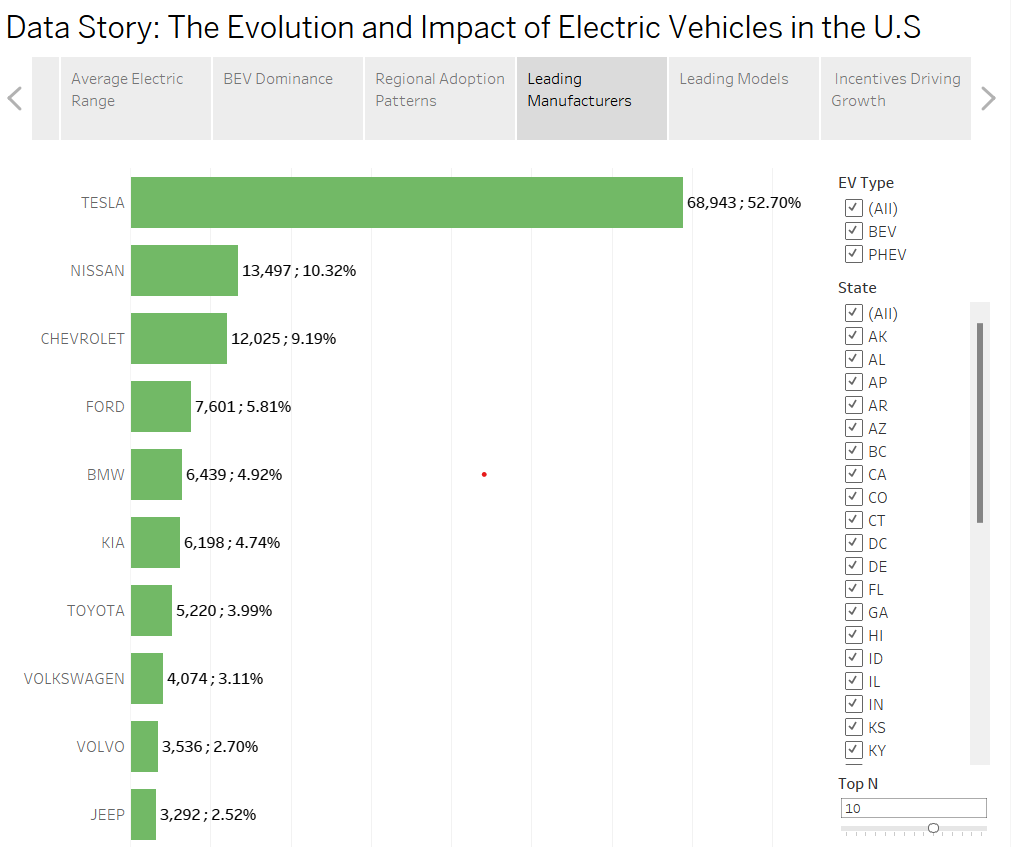 Data Story: The Evolution and Impact of Electric Vehicles in the U.S
Average Electric
Range
BEV Dominance
Regional Adoption
Patterns
Leading
Manufacturers
Leading Models
Incentives Driving
Growth
TESLA 68,943 ; 52.70%
NISSAN 13,497 ; 10.32%
CHEVROLET 12,025 ; 9.19%
FORD 7,601 ; 5.81%
BMW 6,439 ; 4.92%
KIA 6,198 ; 4.74%
TOYOTA 5,220 ; 3.99%
VOLKSWAGEN 4,074 ; 3.11%
VOLVO 3,536 ; 2.70%
JEEP 3,292 ; 2.52%
EV Type
(All)
BEV
PHEV
State
(All)
AK
AL
AP
AR
AZ
BC
CA
CO
CT
DC
DE
FL
GA
HI
ID
IL
IN
KS
KY
Top N
10